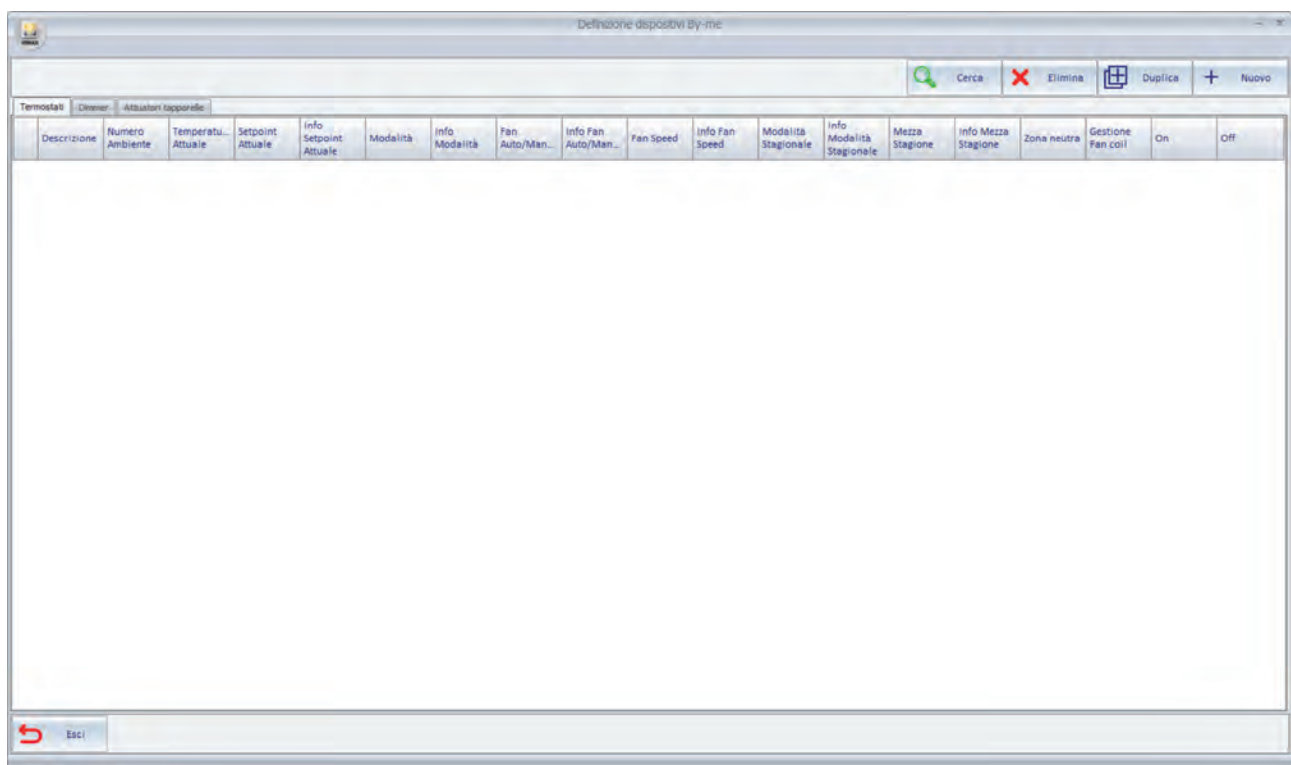 Definizione dispositivi By-me
VIMAR
Cerca Elimina Duplica Nuovo
Termostati Dimmer Attuatori tapparelle
Descrizione
Numero
Ambiente
Temperatu...
Attuale
Setpoint
Attuale
Info
Setpoint
Attuale
Modalità
Info
Modalità
Fan
Auto/Man...
Info Fan
Auto/Man...
Fan Speed
Info Fan
Speed
Modalità
Stagionale
Info
Modalità
Stagionale
Mezza
Stagione
Info Mezza
Stagione
Zona neutra
Gestione
Fan coil
On
Off
Esci